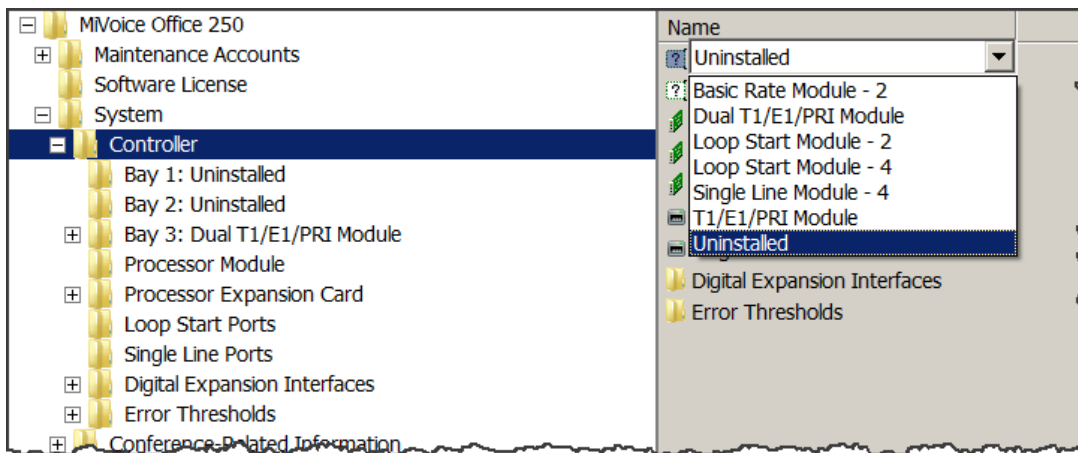 MiVoice Office 250
Maintenance Accounts
Software License
System
Controller
Bay 1: Uninstalled
Bay 2: Uninstalled
Bay 3: Dual T1/E1/PRI Module
Processor Module
Processor Expansion Card
Loop Start Ports
Single Line Ports
Digital Expansion Interfaces
Error Thresholds
Conference-Related Information
Name
Uninstalled
Basic Rate Module - 2
Dual T1/E1/PRI Module
Loop Start Module - 2
Loop Start Module - 4
Single Line Module - 4
T1/E1/PRI Module
Uninstalled
Digital Expansion Interfaces
Error Thresholds